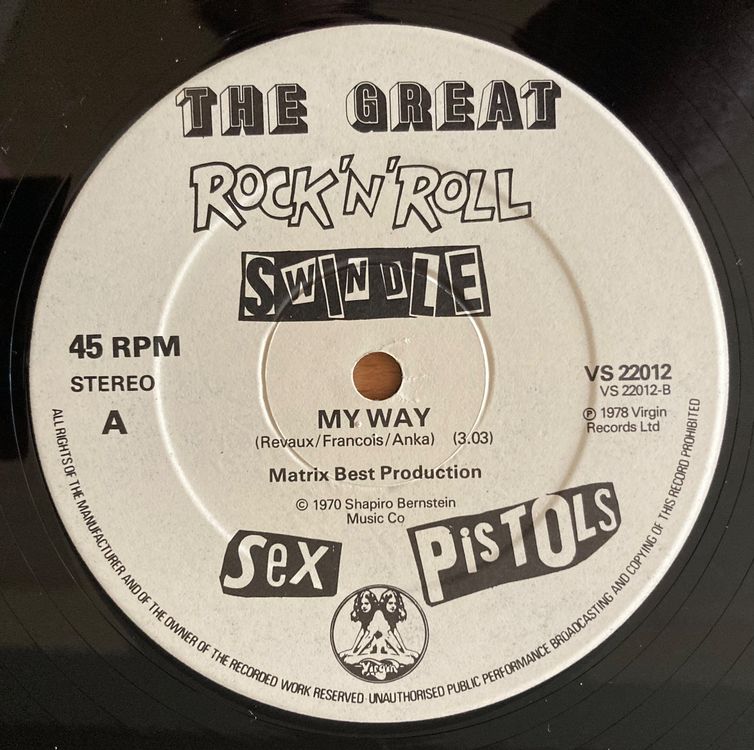 THE GREAT
ROCK 'N' ROLL
SWINDLE
45 RPM
STEREO
A
VS 22012
VS 22012-B
℗ 1978 Virgin
Records Ltd
MY WAY
(Revaux/Francois/Anka) (3.03)
Matrix Best Production
© 1970 Shapiro Bernstein
Music Co
SeX PiSTOLS
Virgin
ALL RIGHTS OF THE MANUFACTURER AND OF THE OWNER OF THE RECORDED WORK RESERVED UNAUTHORISED PUBLIC PERFORMANCE BROADCASTING AND COPYING OF THIS RECORD PROHIBITED